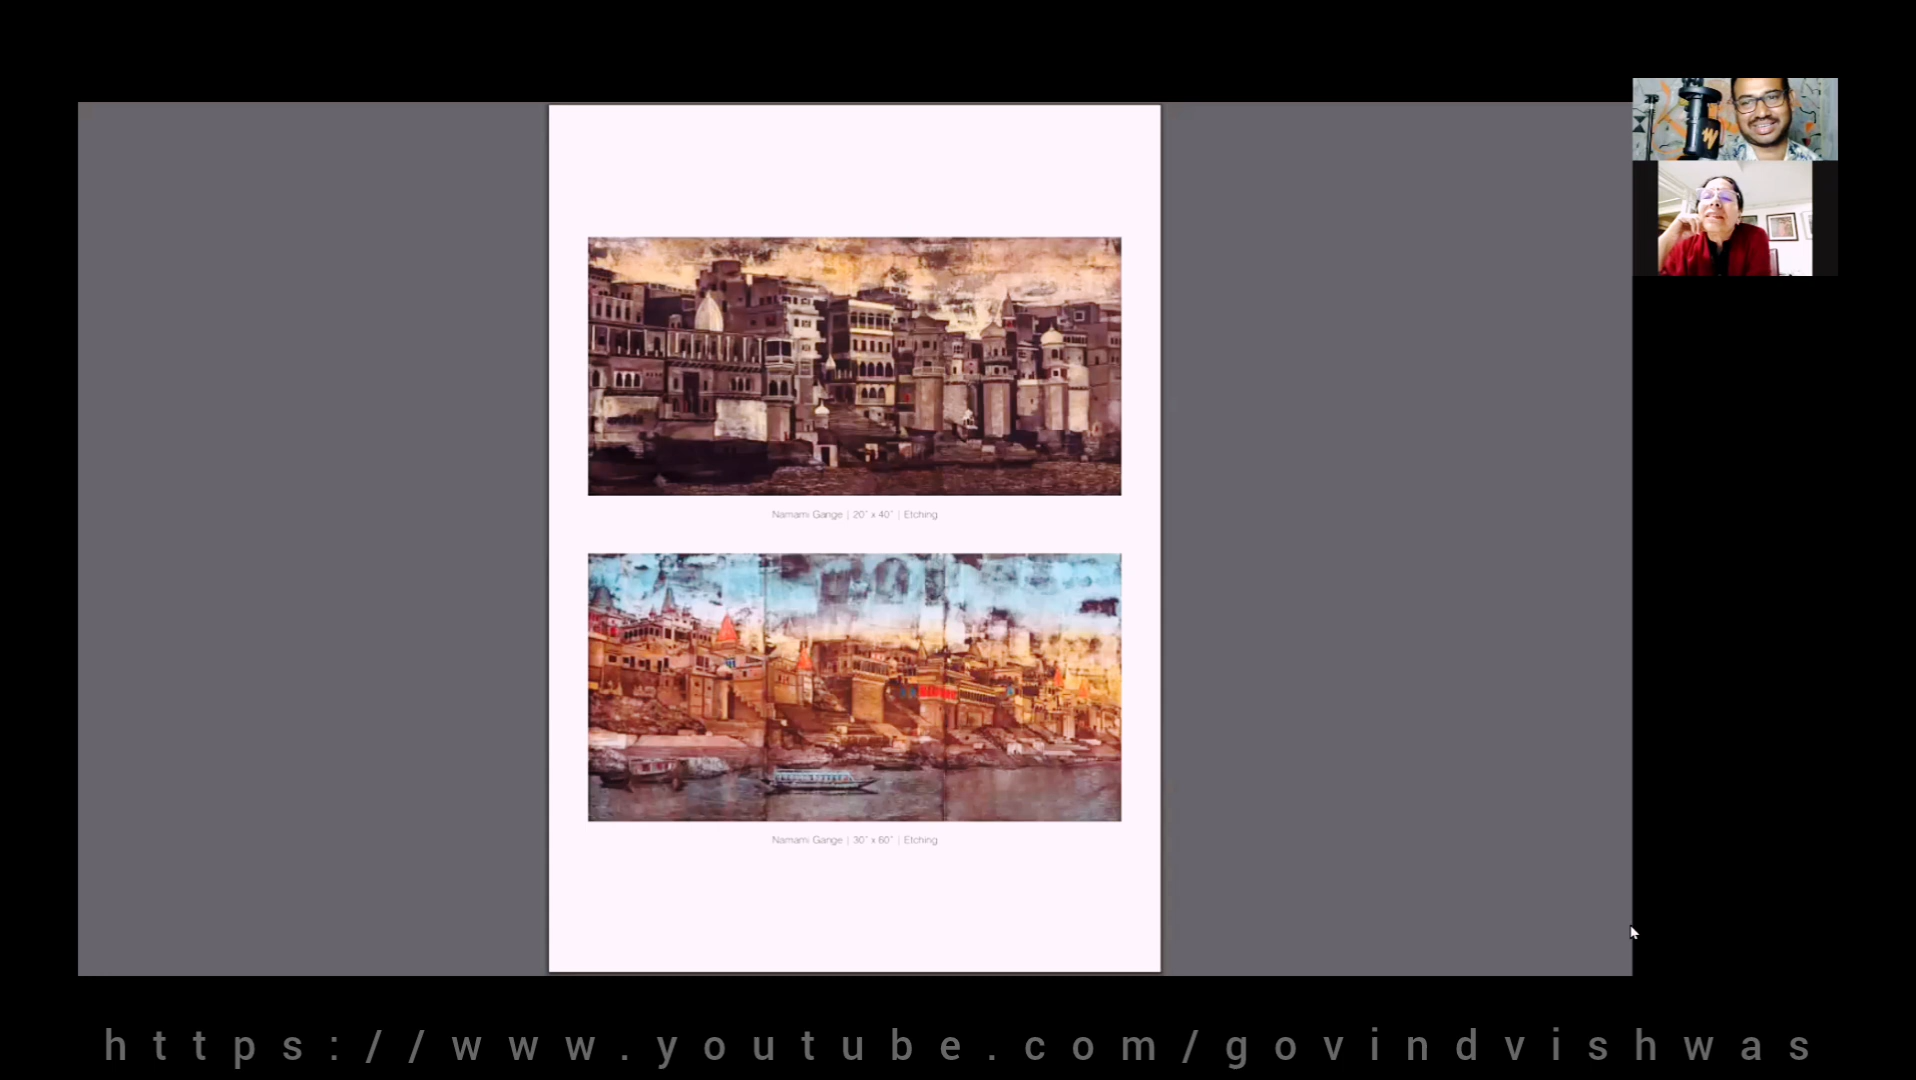 Namami Gange | 20" x 40" | Etching
Namami Gange | 30" x 60" | Etching
https://www.youtube.com/govindvishwas